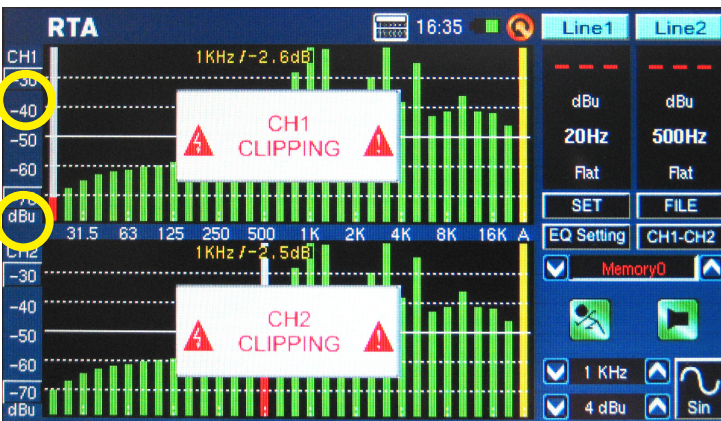 RTA 16:35 Line1 Line2
CH1 1KHz/-2.6dB
-30
-40
-50
-60
-70
dBu
CH1
CLIPPING
31.5 63 125 250 500 1K 2K 4K 8K 16K A
CH2 1KHz/-2.5dB
-30
-40
-50
-60
-70
dBu
CH2
CLIPPING
--- ---
dBu dBu
20Hz 500Hz
Flat Flat
SET FILE
EQ Setting CH1-CH2
Memory0
1 KHz
4 dBu Sin